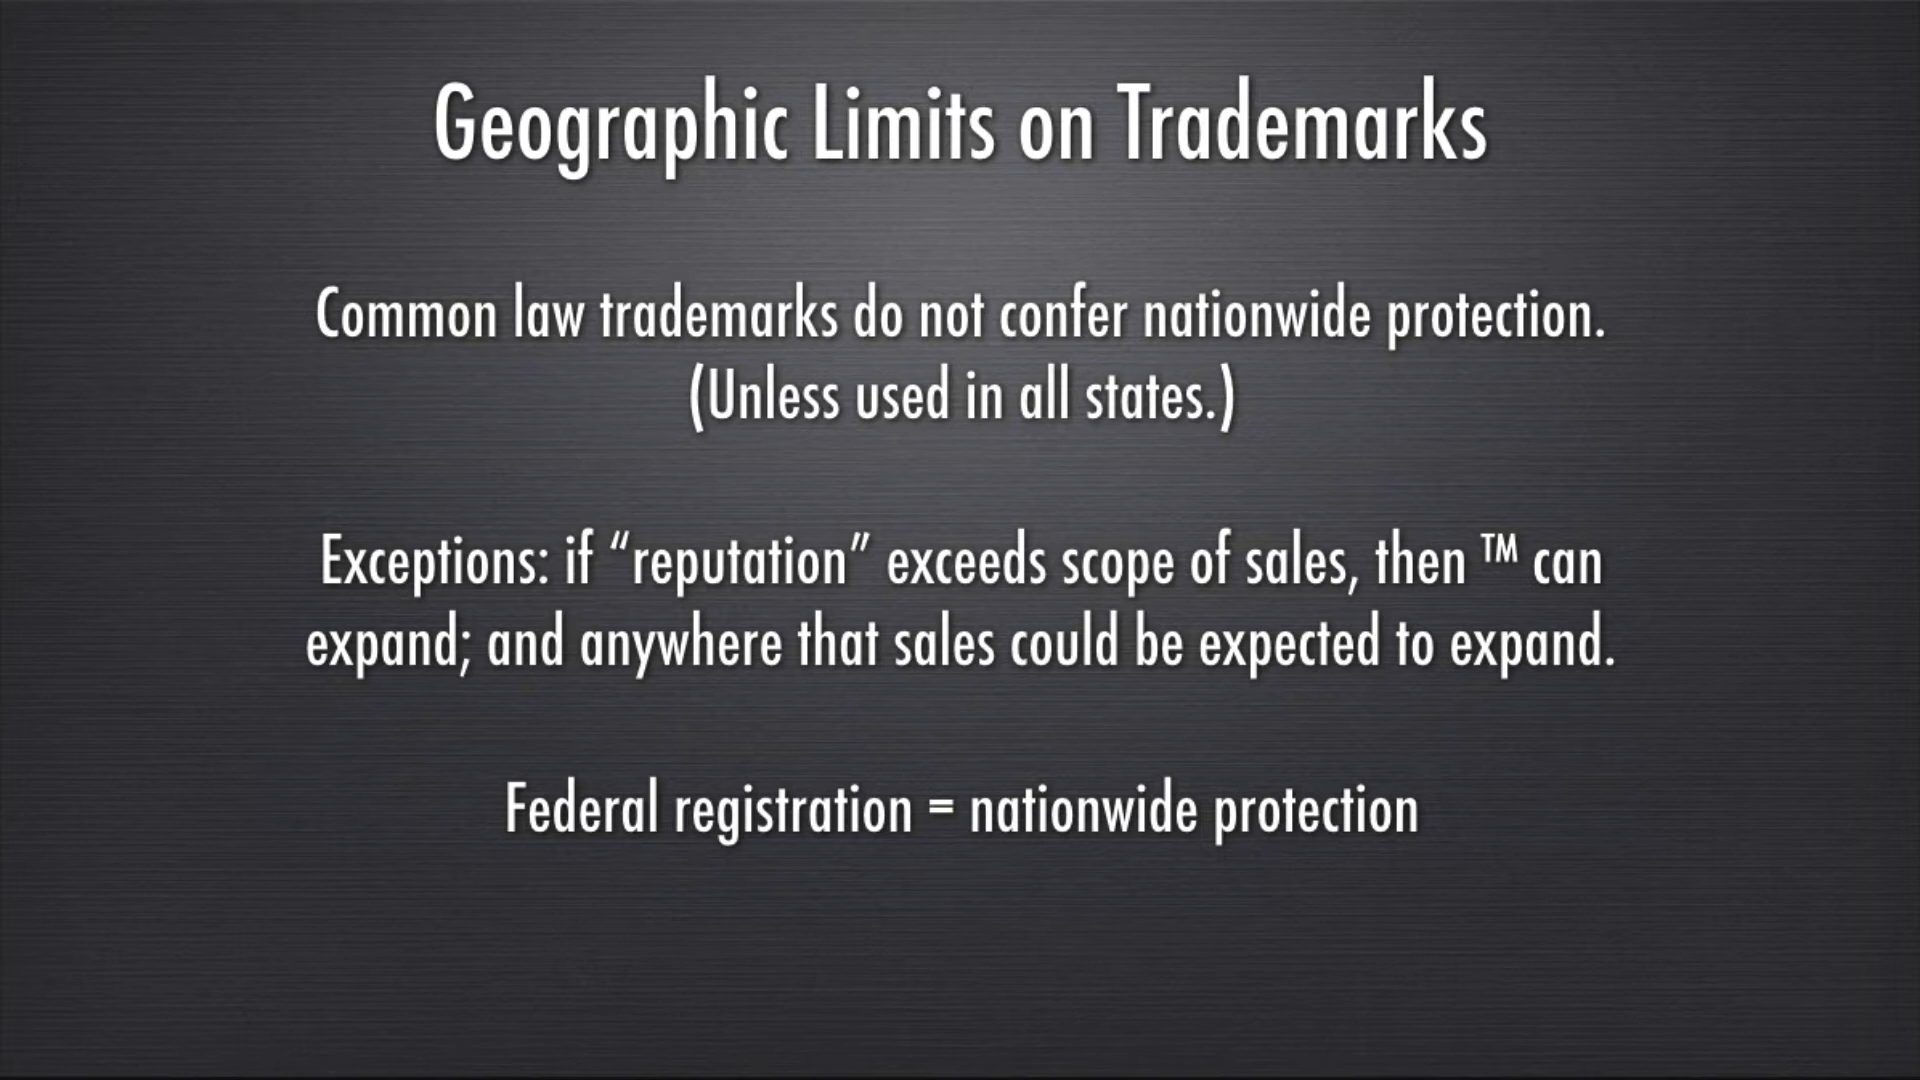 Geographic Limits on Trademarks
Common law trademarks do not confer nationwide protection.
(Unless used in all states.)
Exceptions: if “reputation” exceeds scope of sales, then ™ can
expand; and anywhere that sales could be expected to expand.
Federal registration = nationwide protection